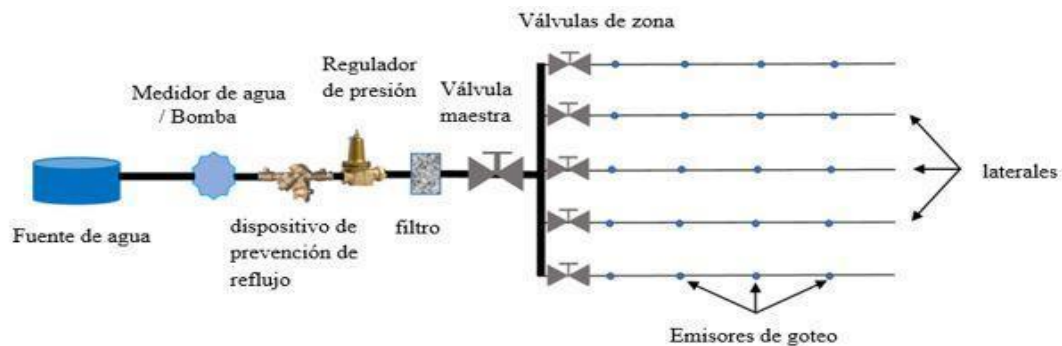 Válvulas de zona
Regulador
de presión
Válvula
maestra
Medidor de agua
/ Bomba
laterales
Fuente de agua
dispositivo de
prevención de
reflujo
filtro
Emisores de goteo